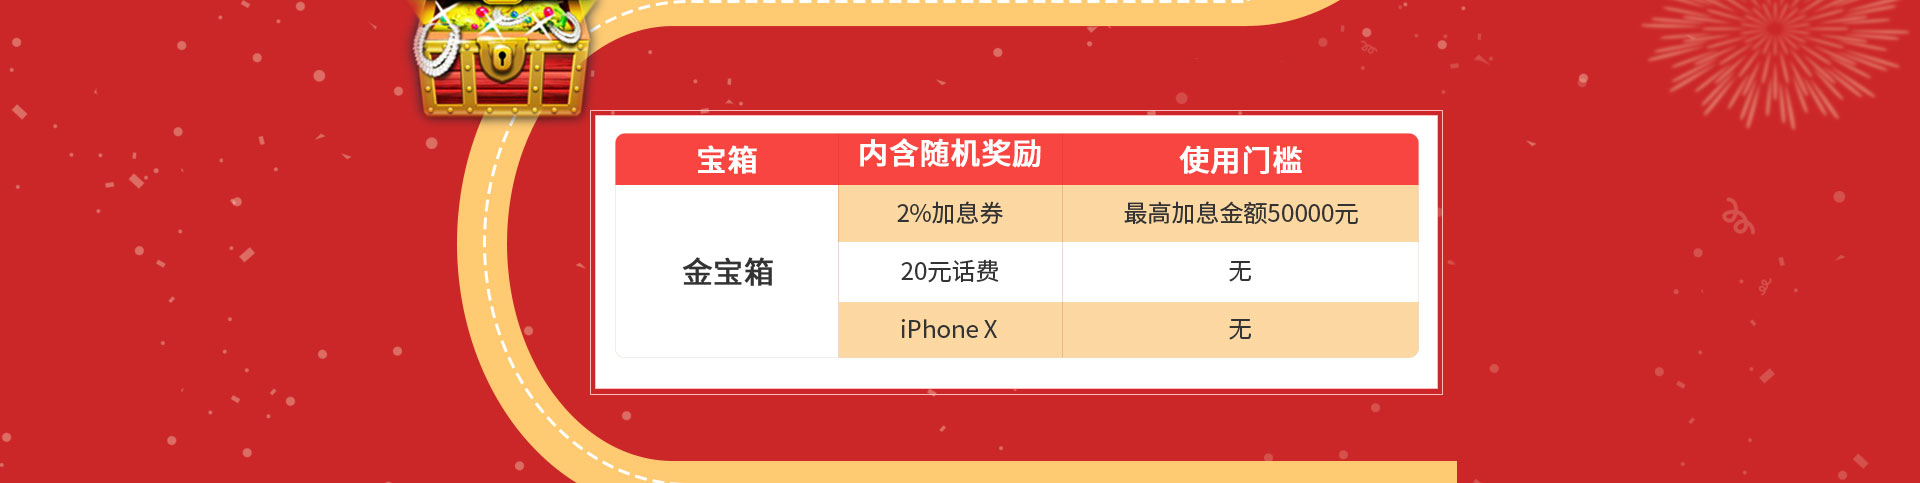 宝箱 内含随机奖励 使用门槛
2%加息券 最高加息金额50000元
金宝箱 20元话费 无
iPhone X 无